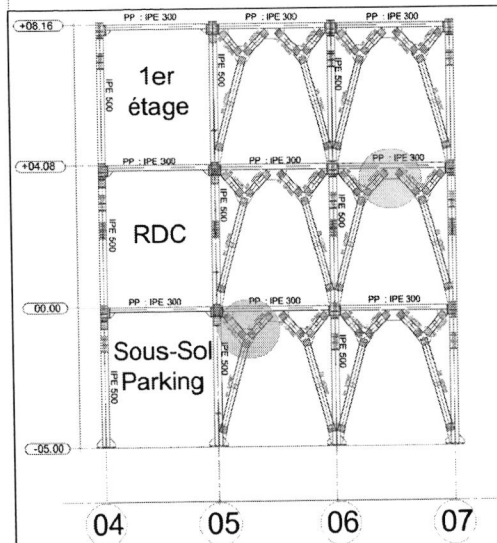 PP : IPE 300 PP : IPE 300 PP : IPE 300
+08.16
IPE 500 IPE 500 IPE 500
1er
étage
+04.08
PP : IPE 300 PP : IPE 300 PP : IPE 300
IPE 500 IPE 500 IPE 500
RDC
00.00
PP : IPE 300 PP : IPE 300 PP : IPE 300
IPE 500 IPE 500 IPE 500
Sous-Sol
Parking
-05.00
04 05 06 07